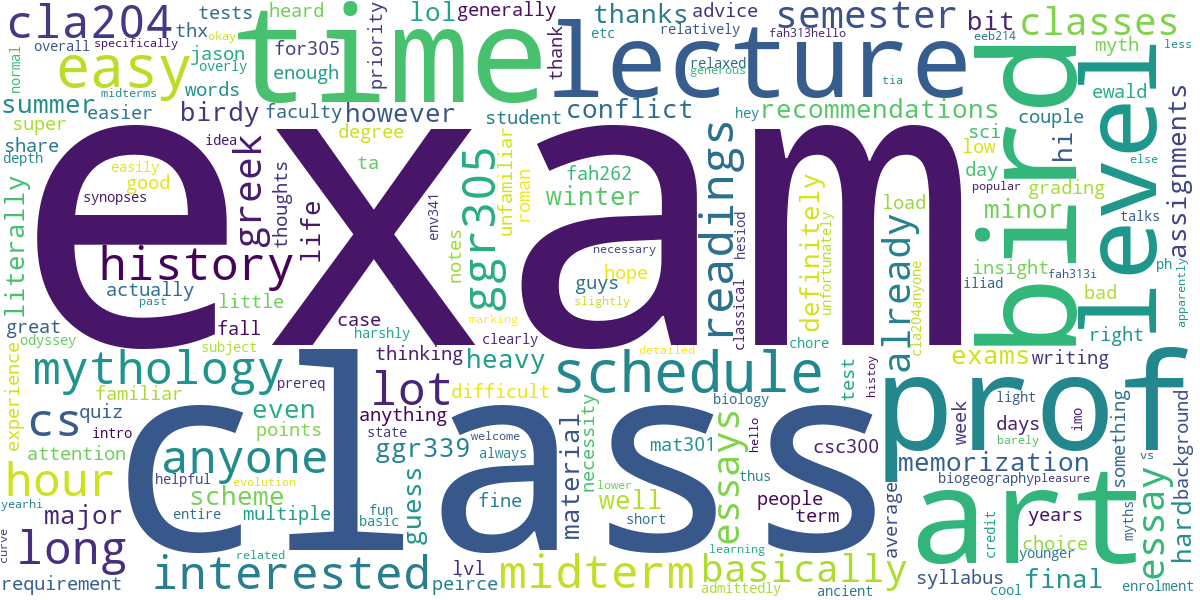 cla204
tests
heard
time
lol
generally
thanks
advice
semester
bit
classes
overall
specifically
thx
okay
for305
priority
thank
lecture
etc
relatively
fah313hello
eeb214
myth
less
normal
easy
jason
overly
enough
relaxed
generous
tia
bird
level
midterms
words
ewald
summer
easier
birdy
faculty
however
student
conflict
hey
recommendations
couple
assignments
super
share
depth
idea
degree
ta
greek
thoughts
life
env341
ggr305
unfamiliar
roman
fah262
winter
readings
hesiod
classical
definitely
unfortunately
load
already
sci
low
day
hi
grading
popular
else
minor
talks
easily
good
synopses
exam
literally
history
actually
past
little
notes
necessary
hope
guys
slightly
insight
fah313i
iliad
ph
bad
apparently
cla204anyone
great
odyssey
fall
subject
case
harshly
marking
clearly
detailed
chore
right
experience
mythology
familiar
prereq
thinking
lot
heavy
difficult
schedule
biology
test
histoy
exams
writing
prof
light
cs
quiz
intro
even
points
anything
state
ggr339
welcome
always
material
necessity
mat301
essays
hello
csc300
week
days
barely
imo
something
background
attention
anyone
helpful
evolution
scheme
class
guess
fine
well
lower
short
thus
people
term
memorization
biogeography
pleasure
vs
hour
yearhi
major
entire
multiple
fun
basic
average
art
credit
years
choice
younger
myths
essay
hard
curve
long
requirement
related
interested
lvl
peirce
midterm
learning
basically
admittedly
ancient
syllabus
cool
final
enrolment